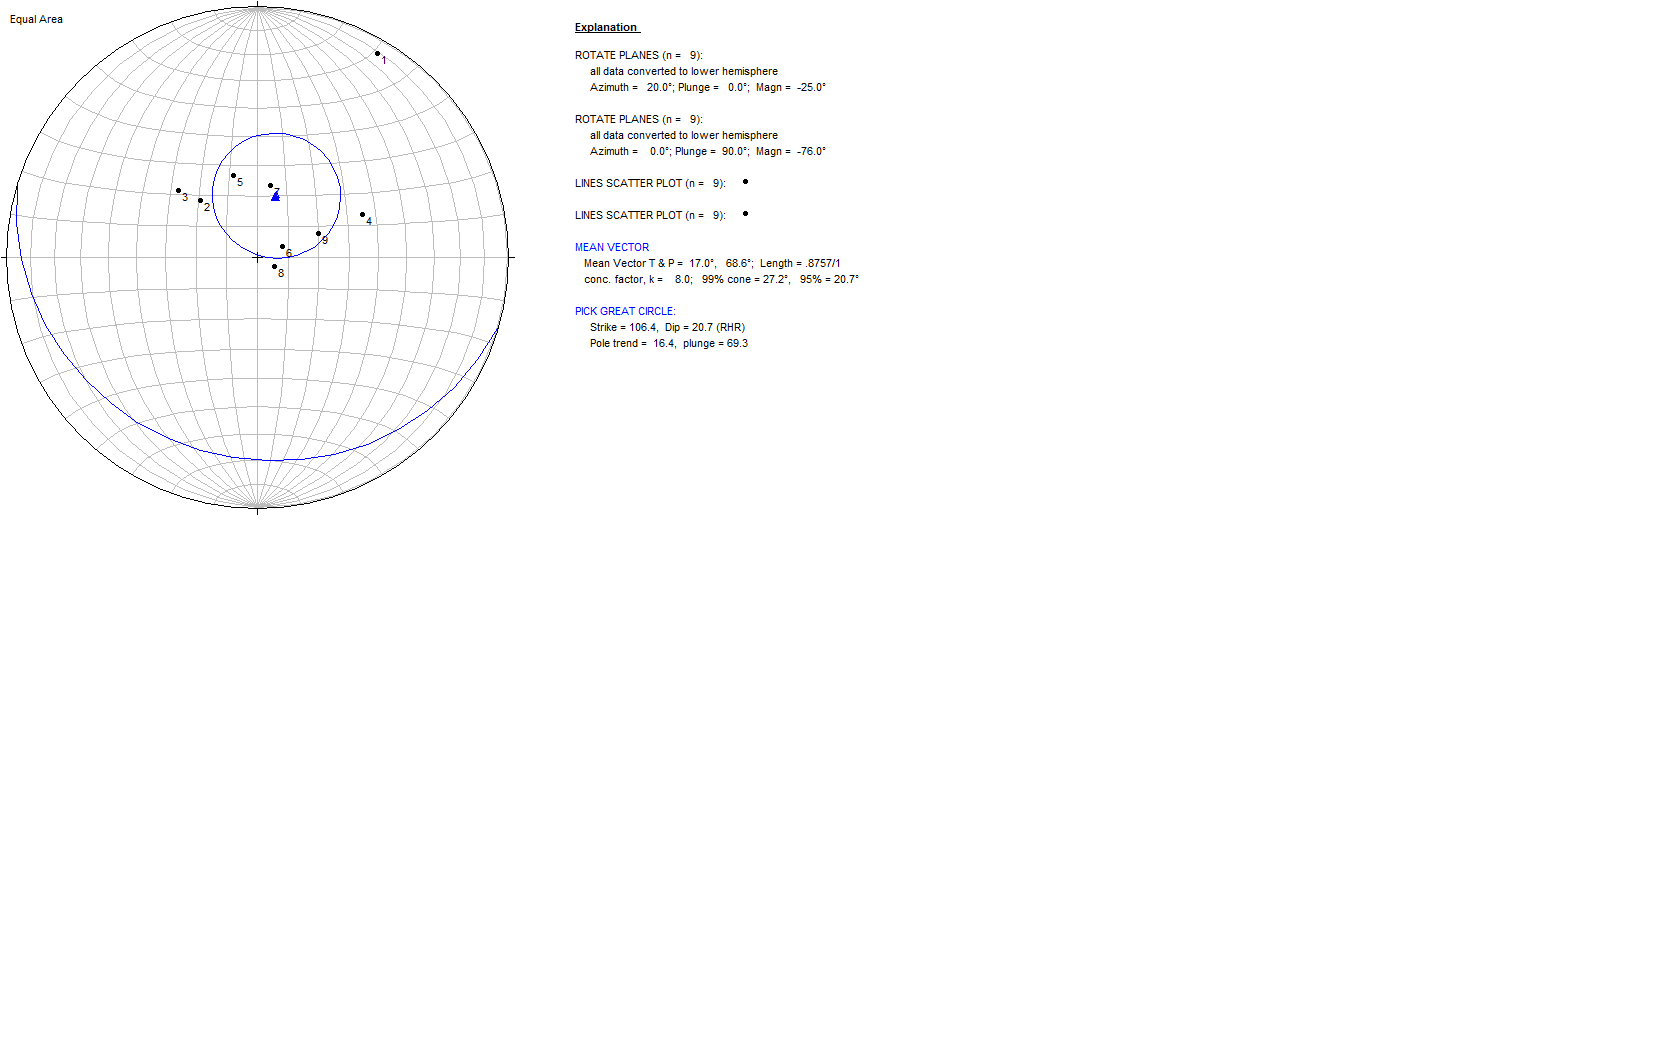 Equal Area
1
5
7
3
2
4
9
6
8
Explanation
ROTATE PLANES (n = 9):
all data converted to lower hemisphere
Azimuth = 20.0°; Plunge = 0.0°; Magn = -25.0°
ROTATE PLANES (n = 9):
all data converted to lower hemisphere
Azimuth = 0.0°; Plunge = 90.0°; Magn = -76.0°
LINES SCATTER PLOT (n = 9):
LINES SCATTER PLOT (n = 9):
MEAN VECTOR
Mean Vector T & P = 17.0°, 68.6°; Length = .8757/1
conc. factor, k = 8.0; 99% cone = 27.2°, 95% = 20.7°
PICK GREAT CIRCLE:
Strike = 106.4, Dip = 20.7 (RHR)
Pole trend = 16.4, plunge = 69.3